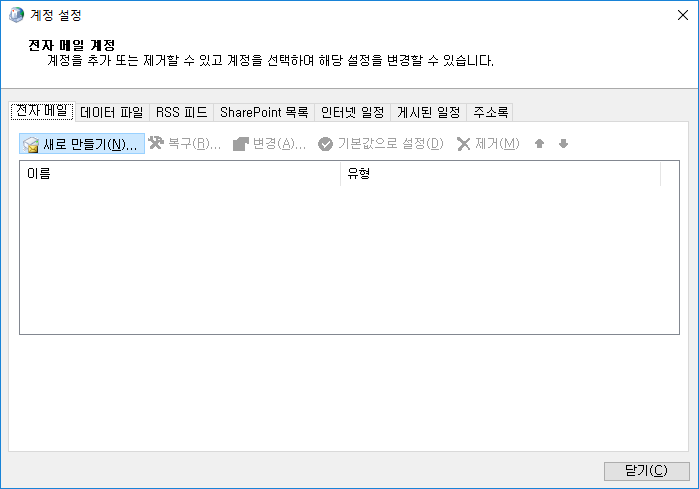 계정 설정
전자 메일 계정
계정을 추가 또는 제거할 수 있고 계정을 선택하여 해당 설정을 변경할 수 있습니다.
전자 메일 데이터 파일 RSS 피드 SharePoint 목록 인터넷 일정 게시된 일정 주소록
새로 만들기(N)... 복구(R)... 변경(A)... 기본값으로 설정(D) 제거(M)
이름 유형
닫기(C)